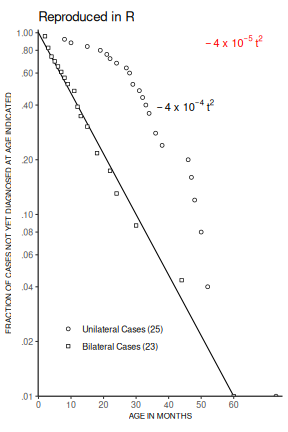 Reproduced in R
1.00
− 4 x 10⁻⁵ t²
.80
.60
.40
− 4 x 10⁻⁴ t²
.20
.10
.08
.06
.04
.02
.01
FRACTION OF CASES NOT YET DIAGNOSED AT AGE INDICATED
Unilateral Cases (25)
Bilateral Cases (23)
0 10 20 30 40 50 60
AGE IN MONTHS